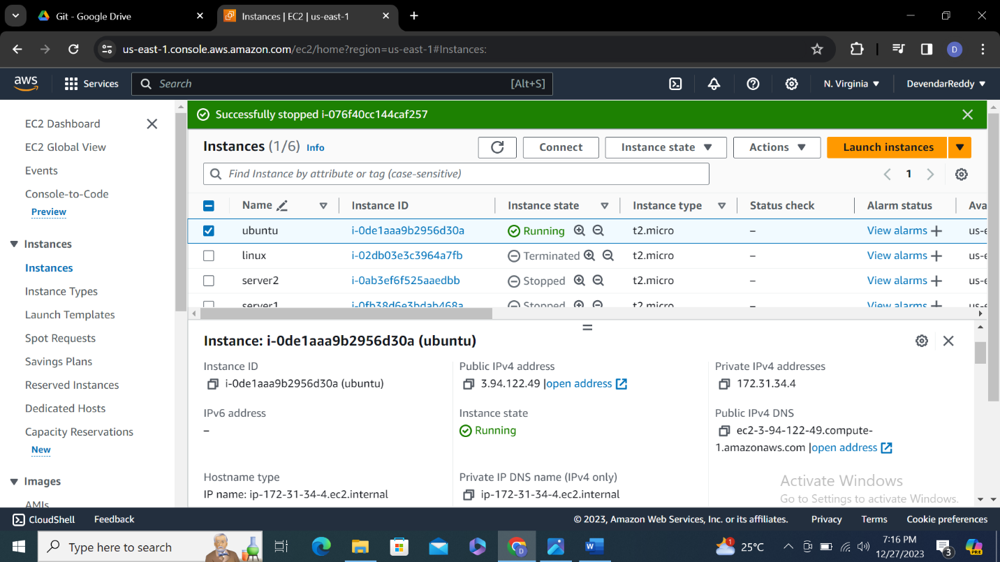 Git - Google Drive
Instances | EC2 | us-east-1
us-east-1.console.aws.amazon.com/ec2/home?region=us-east-1#Instances:
D
aws
Services
Search
[Alt+S]
N. Virginia
DevendarReddy
EC2 Dashboard
EC2 Global View
Events
Console-to-Code
Preview
Instances
Instances
Instance Types
Launch Templates
Spot Requests
Savings Plans
Reserved Instances
Dedicated Hosts
Capacity Reservations
New
Images
AMIs
Successfully stopped i-076f40cc144caf257
Instances (1/6) Info
Connect
Instance state
Actions
Launch instances
Find Instance by attribute or tag (case-sensitive)
1
Name Instance ID Instance state Instance type Status check Alarm status Ava
ubuntu i-0de1aaa9b2956d30a Running t2.micro – View alarms + us-e
linux i-02db03e3c3964a7fb Terminated t2.micro – View alarms + us-e
server2 i-0ab3ef6f525aaedbb Stopped t2.micro – View alarms + us-e
server1 i-0fb38d6e3bdab468a Stopped t2.micro – View alarms + us-e
Instance: i-0de1aaa9b2956d30a (ubuntu)
Instance ID
i-0de1aaa9b2956d30a (ubuntu)
Public IPv4 address
3.94.122.49 |open address
Private IPv4 addresses
172.31.34.4
IPv6 address
–
Instance state
Running
Public IPv4 DNS
ec2-3-94-122-49.compute-
1.amazonaws.com |open address
Hostname type
IP name: ip-172-31-34-4.ec2.internal
Private IP DNS name (IPv4 only)
ip-172-31-34-4.ec2.internal
Activate Windows
Go to Settings to activate Windows.
CloudShell
Feedback
© 2023, Amazon Web Services, Inc. or its affiliates.
Privacy
Terms
Cookie preferences
Type here to search
1
25°C
7:16 PM
12/27/2023
3
PRE